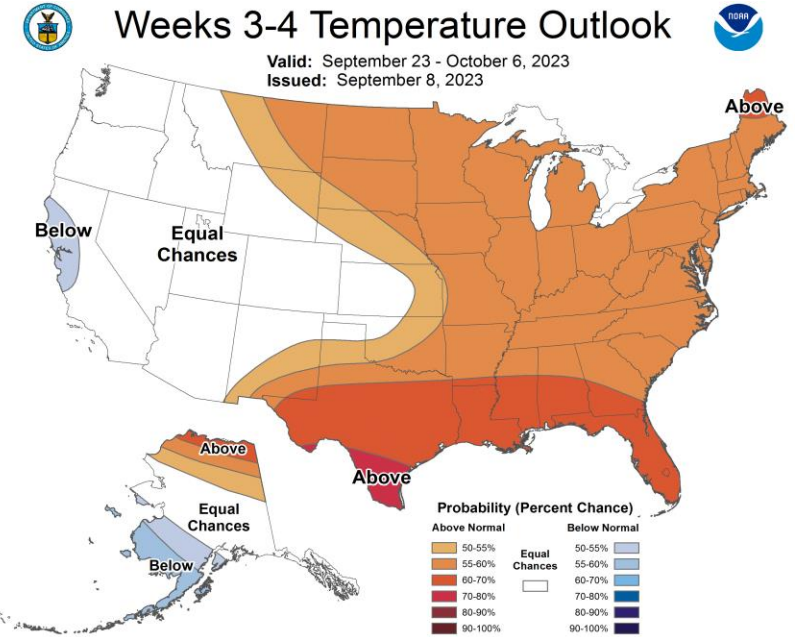 Weeks 3-4 Temperature Outlook
NOAA
Valid: September 23 - October 6, 2023
Issued: September 8, 2023
Above
Below
Equal
Chances
Above
Above
Equal
Chances
Below
Probability (Percent Chance)
Above Normal
Below Normal
Equal
Chances
50-55%
50-55%
55-60%
55-60%
60-70%
60-70%
70-80%
70-80%
80-90%
80-90%
90-100%
90-100%